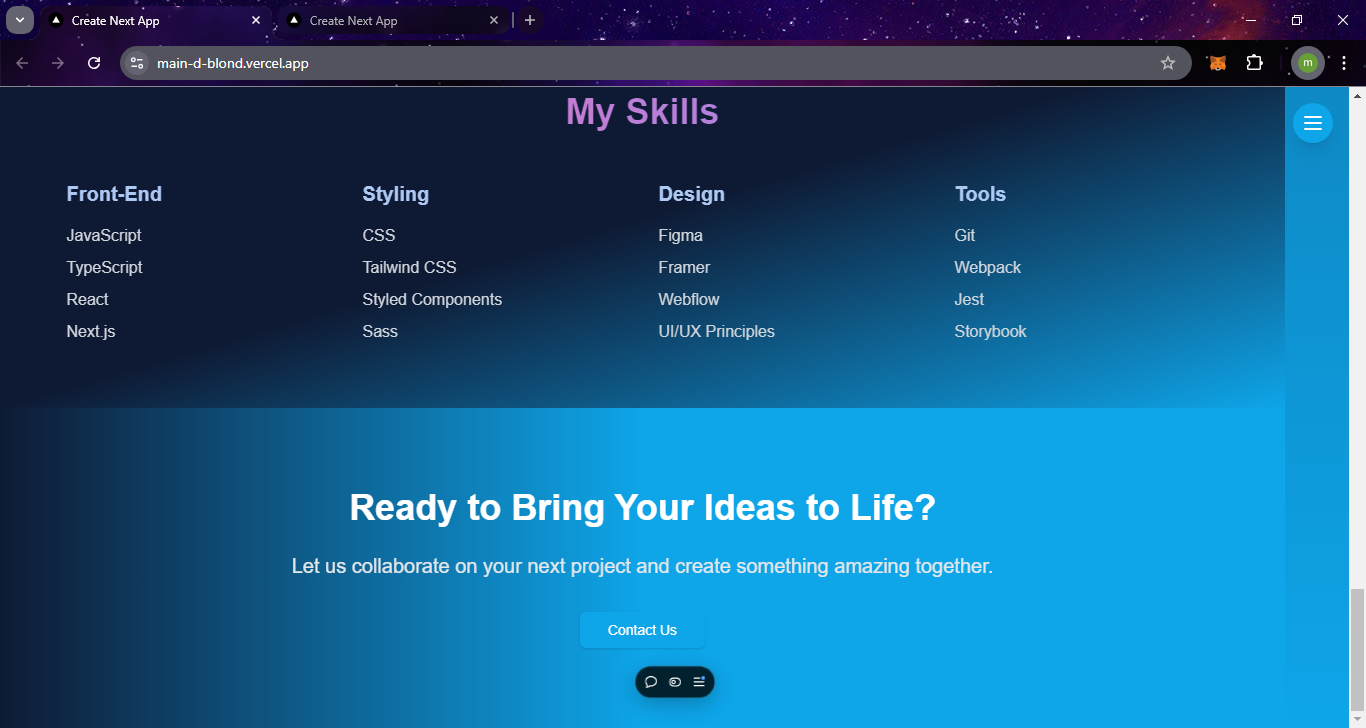 Create Next App
Create Next App
main-d-blond.vercel.app
m
My Skills
Front-End
JavaScript
TypeScript
React
Next.js
Styling
CSS
Tailwind CSS
Styled Components
Sass
Design
Figma
Framer
Webflow
UI/UX Principles
Tools
Git
Webpack
Jest
Storybook
Ready to Bring Your Ideas to Life?
Let us collaborate on your next project and create something amazing together.
Contact Us